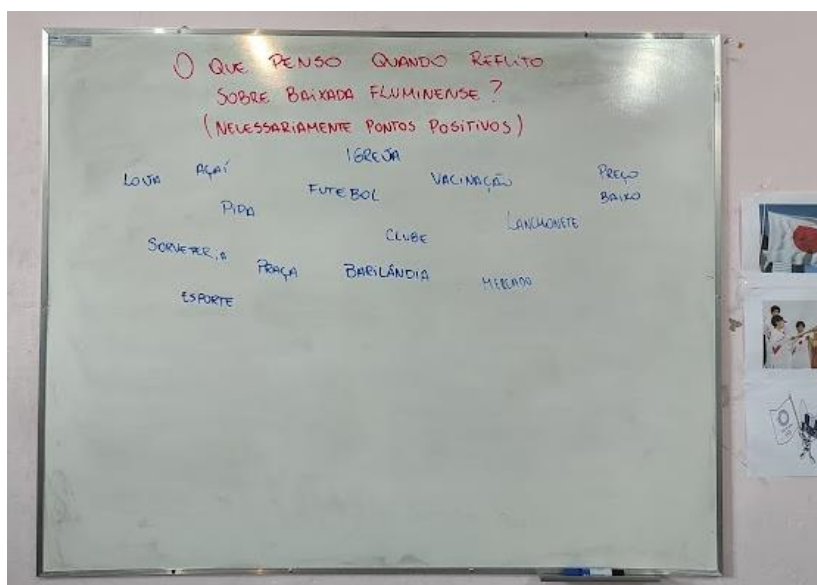 O QUE PENSO QUANDO REFLITO
SOBRE BAIXADA FLUMINENSE?
(NECESSARIAMENTE PONTOS POSITIVOS)
IGREJA
LOJA AÇAÍ FUTEBOL VACINAÇÃO PREÇO
BAIXO
PIPA CLUBE LANCHONETE
SORVETERIA PRAÇA BARILÂNDIA MERCADO
ESPORTE